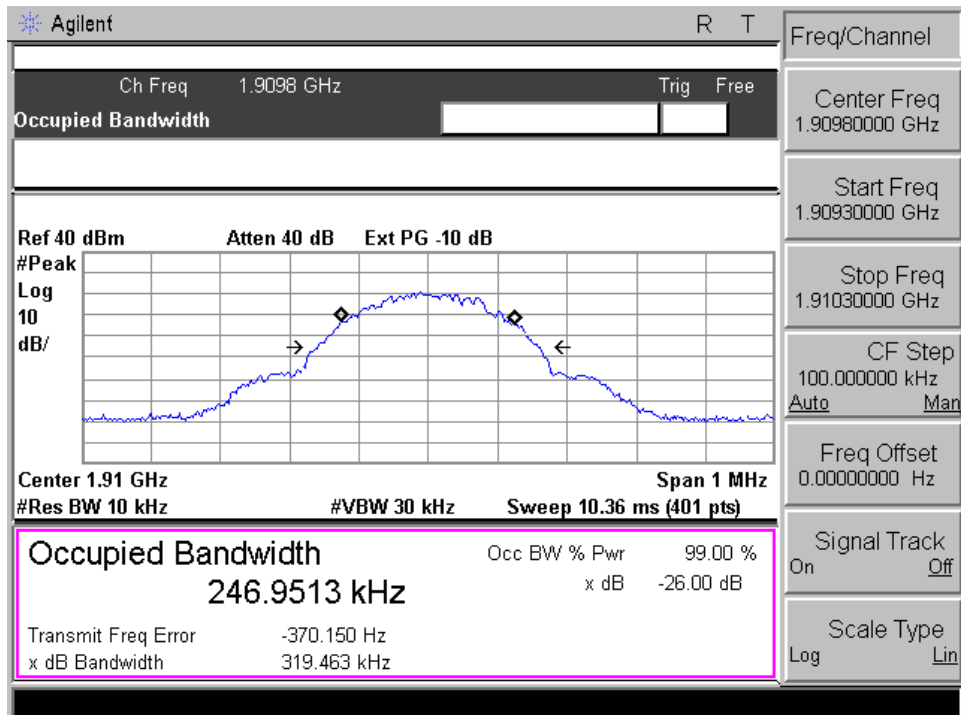 Agilent R T
Ch Freq 1.9098 GHz Trig Free
Occupied Bandwidth
Ref 40 dBm Atten 40 dB Ext PG -10 dB
#Peak
Log
10
dB/
Center 1.91 GHz Span 1 MHz
#Res BW 10 kHz #VBW 30 kHz Sweep 10.36 ms (401 pts)
Occupied Bandwidth Occ BW % Pwr 99.00 %
246.9513 kHz x dB -26.00 dB
Transmit Freq Error -370.150 Hz
x dB Bandwidth 319.463 kHz
Freq/Channel
Center Freq
1.90980000 GHz
Start Freq
1.90930000 GHz
Stop Freq
1.91030000 GHz
CF Step
100.000000 kHz
Auto Man
Freq Offset
0.00000000 Hz
Signal Track
On Off
Scale Type
Log Lin